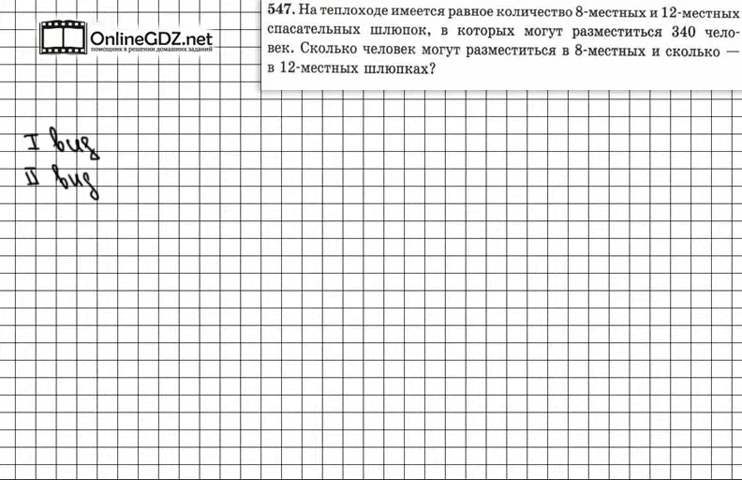 547. На теплоходе имеется равное количество 8-местных и 12-местных
спасательных шлюпок, в которых могут разместиться 340 чело-
век. Сколько человек могут разместиться в 8-местных и сколько —
в 12-местных шлюпках?
OnlineGDZ.net
помощник в решении домашних заданий
I вид
II вид